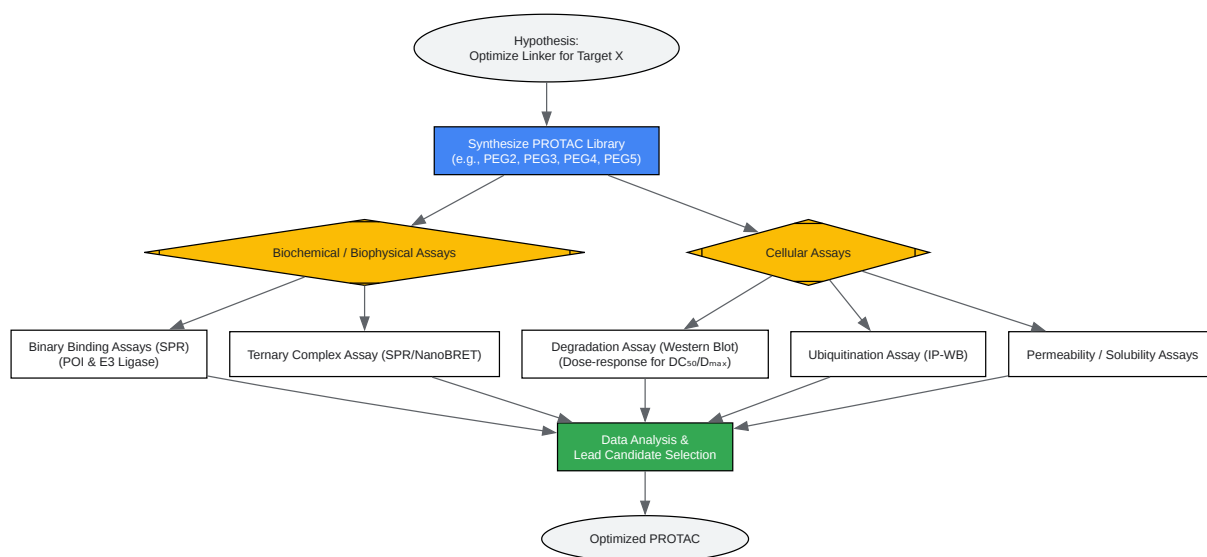 Hypothesis:
Optimize Linker for Target X
Synthesize PROTAC Library
(e.g., PEG2, PEG3, PEG4, PEG5)
Biochemical / Biophysical Assays
Cellular Assays
Binary Binding Assays (SPR)
(POI & E3 Ligase)
Ternary Complex Assay (SPR/NanoBRET)
Degradation Assay (Western Blot)
(Dose-response for DC₅₀/Dₘₐₓ)
Ubiquitination Assay (IP-WB)
Permeability / Solubility Assays
Data Analysis &
Lead Candidate Selection
Optimized PROTAC